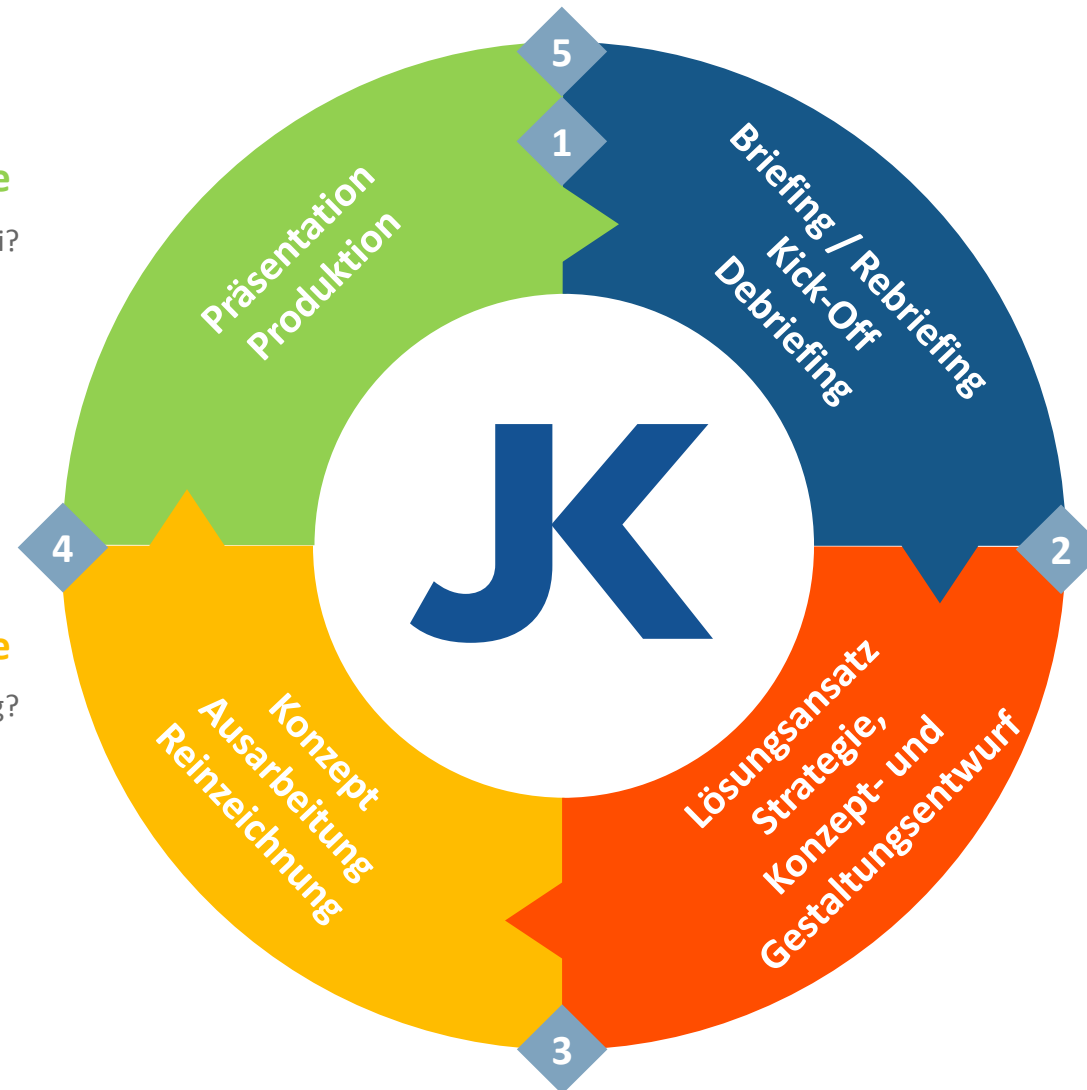 5
1
Briefing / Rebriefing
Kick-Off
Debriefing
2
Lösungsansatz
Strategie,
Konzept- und
Gestaltungsentwurf
3
Konzept
Ausarbeitung
Reinzeichnung
4
Präsentation
Produktion
JK